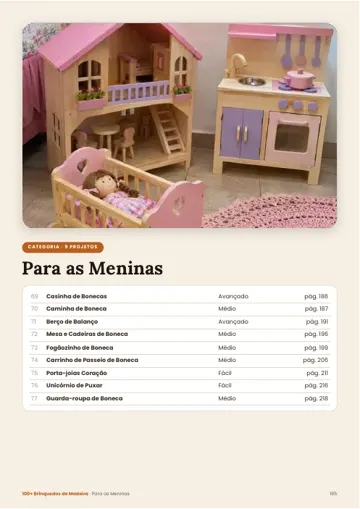 CATEGORIA · 9 PROJETOS
Para as Meninas
69 Casinha de Bonecas Avançado pág. 186
70 Caminha de Boneca Médio pág. 187
71 Berço de Balanço Avançado pág. 191
72 Mesa e Cadeiras de Boneca Médio pág. 196
73 Fogãozinho de Boneca Médio pág. 199
74 Carrinho de Passeio de Boneca Médio pág. 206
75 Porta-joias Coração Fácil pág. 211
76 Unicórnio de Puxar Fácil pág. 216
77 Guarda-roupa de Boneca Médio pág. 218
100+ Brinquedos de Madeira · Para as Meninas 185